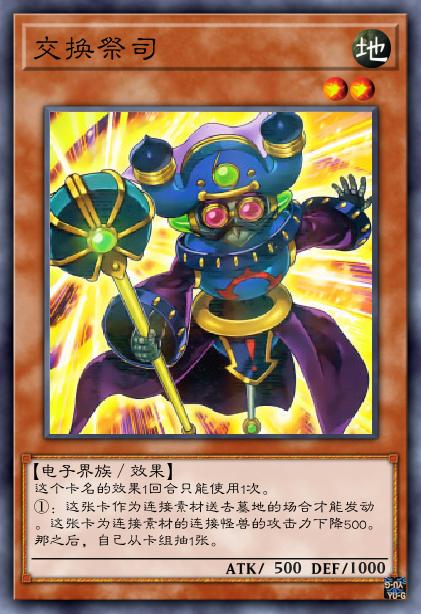 交换祭司
地
【电子界族／效果】
这个卡名的效果1回合只能使用1次。
①：这张卡作为连接素材送去墓地的场合才能发动
。这张卡为连接素材的连接怪兽的攻击力下降500。
那之后，自己从卡组抽1张。
ATK/ 500 DEF/1000